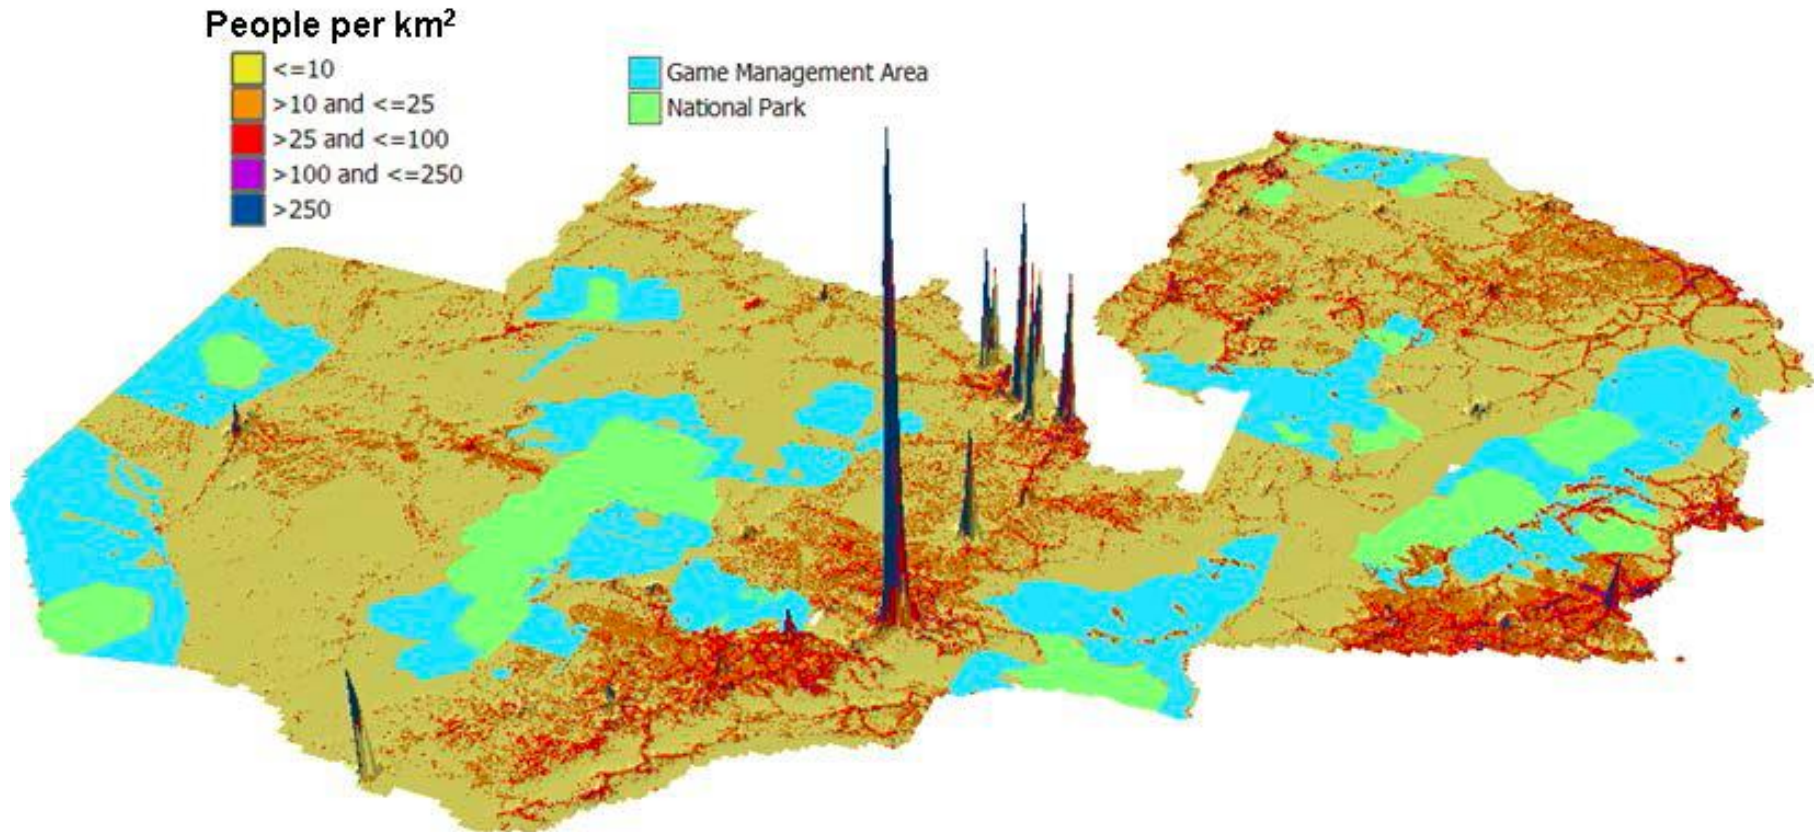 People per km²
<=10
>10 and <=25
>25 and <=100
>100 and <=250
>250
Game Management Area
National Park